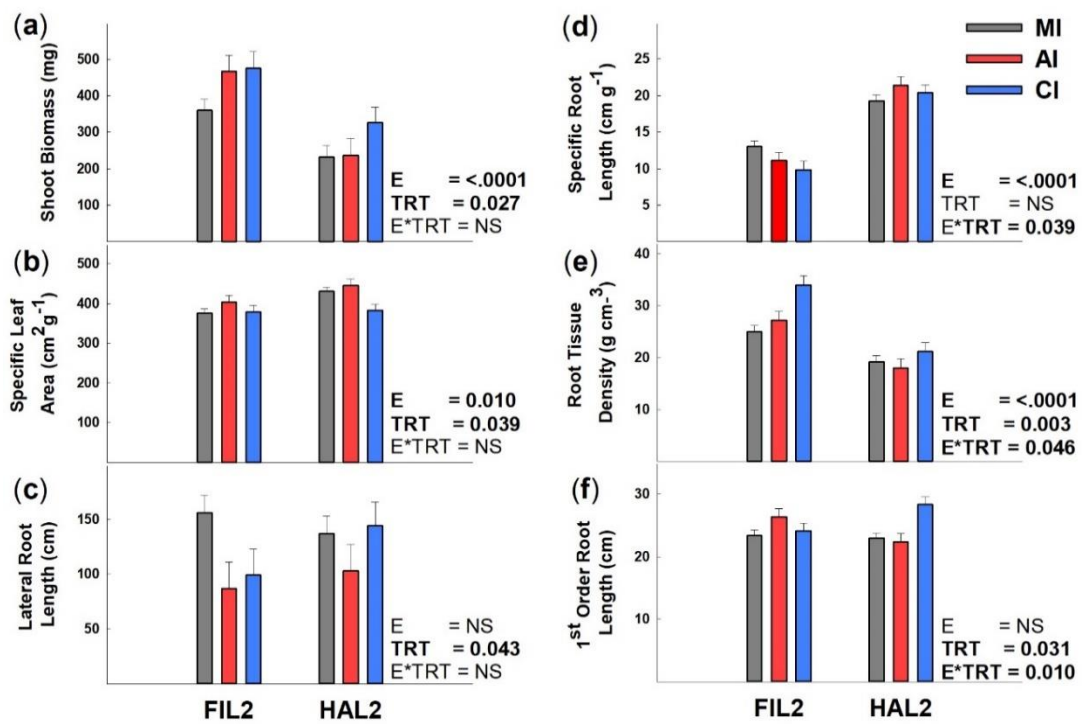 (a)
Shoot Biomass (mg)
500
400
300
200
100
E = <.0001
TRT = 0.027
E*TRT = NS
(b)
Specific Leaf
Area (cm²g⁻¹)
500
400
300
200
100
E = 0.010
TRT = 0.039
E*TRT = NS
(c)
Lateral Root
Length (cm)
150
100
50
E = NS
TRT = 0.043
E*TRT = NS
FIL2 HAL2
(d)
Specific Root
Length (cm g⁻¹)
25
20
15
10
5
MI
AI
CI
E = <.0001
TRT = NS
E*TRT = 0.039
(e)
Root Tissue
Density (g cm-³)
40
30
20
10
E = <.0001
TRT = 0.003
E*TRT = 0.046
(f)
1st Order Root
Length (cm)
30
20
10
E = NS
TRT = 0.031
E*TRT = 0.010
FIL2 HAL2